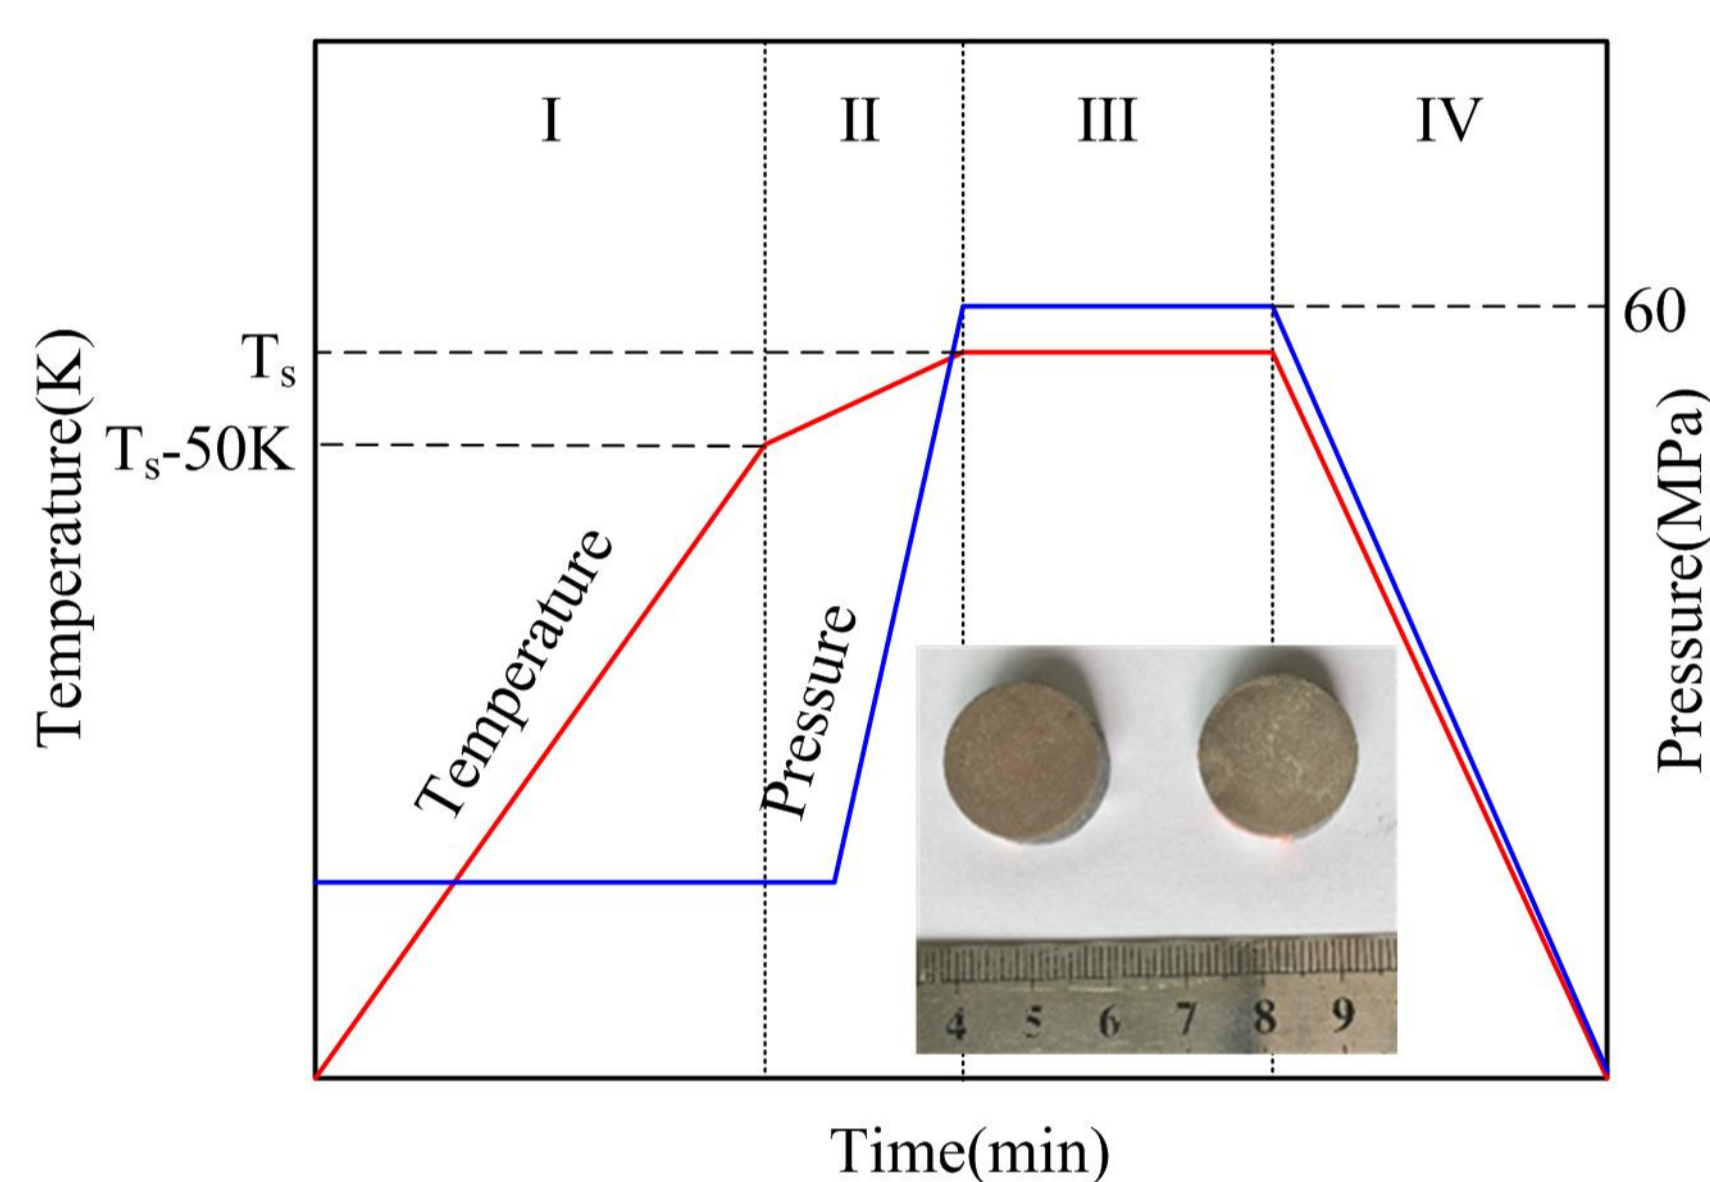 I
II
III
IV
60
Tₛ
Tₛ-50K
Temperature(K)
Temperature
Pressure
Pressure(MPa)
4 5 6 7 8 9
Time(min)